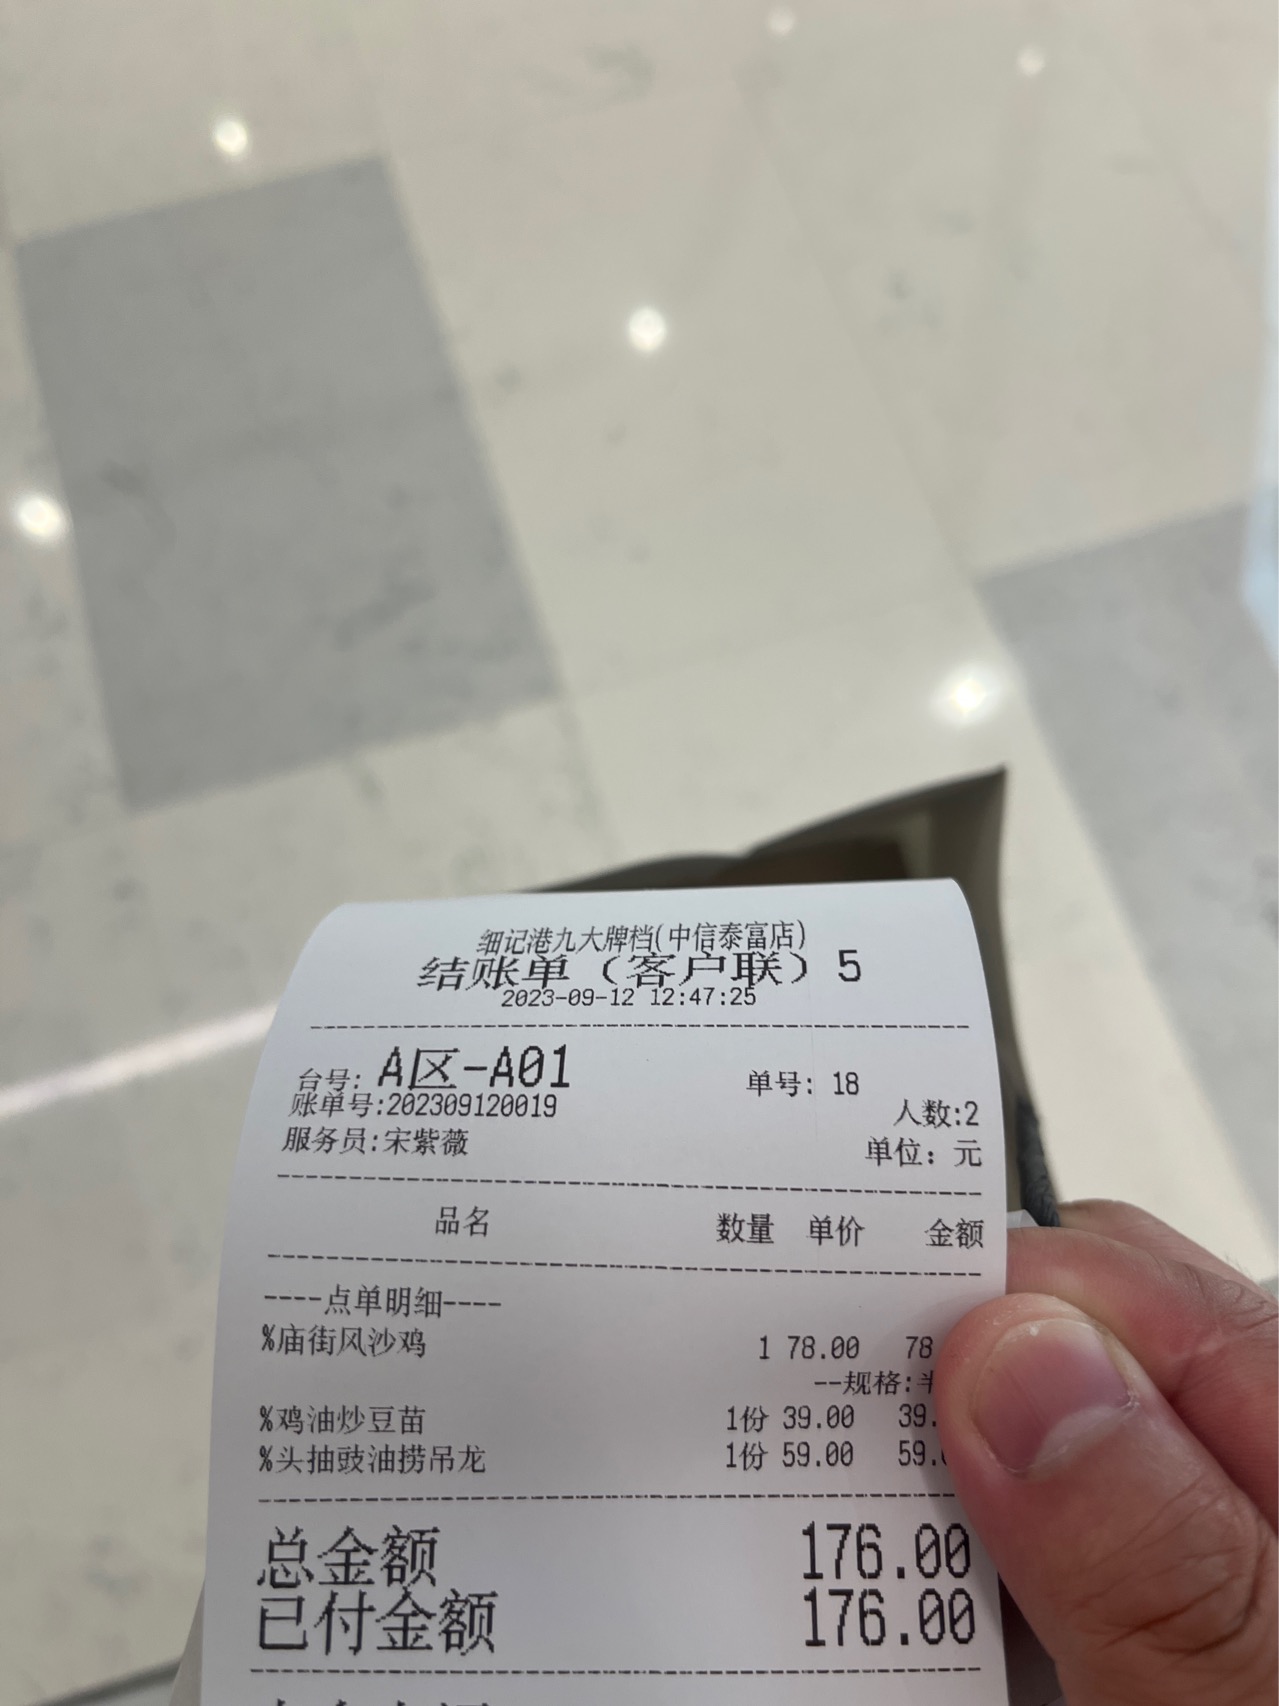 细记港九大牌档(中信泰富店)
结账单（客户联）5
2023-09-12 12:47:25
台号: A区-A01 单号: 18
账单号:202309120019 人数:2
服务员:宋紫薇 单位: 元
品名 数量 单价 金额
----点单明细----
%庙街风沙鸡 1 78.00 78
--规格:
%鸡油炒豆苗 1份 39.00 39.
%头抽豉油捞吊龙 1份 59.00 59.
总金额 176.00
已付金额 176.00